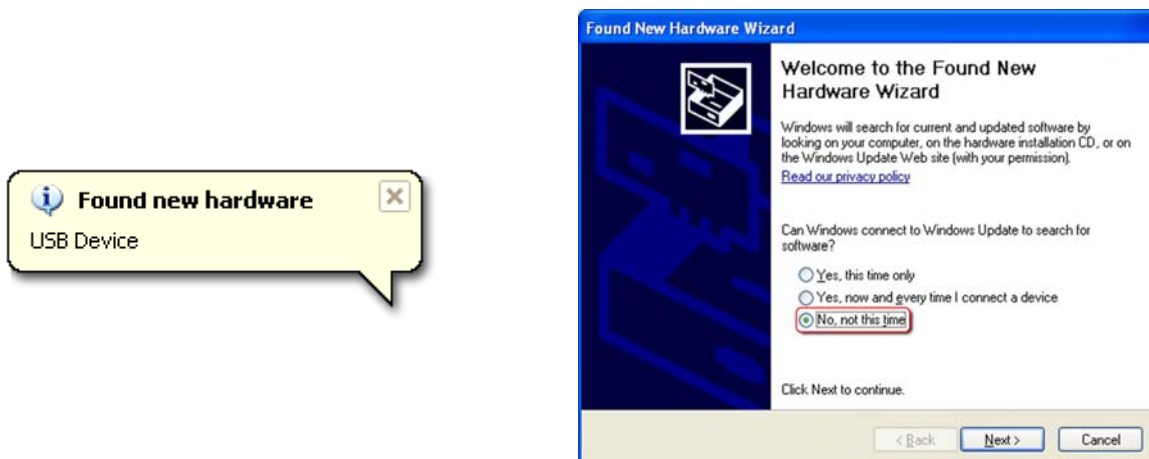 Found new hardware
USB Device
Found New Hardware Wizard
Welcome to the Found New
Hardware Wizard
Windows will search for current and updated software by
looking on your computer, on the hardware installation CD, or on
the Windows Update Web site (with your permission).
Read our privacy policy
Can Windows connect to Windows Update to search for
software?
Yes, this time only
Yes, now and every time I connect a device
No, not this time
Click Next to continue.
< Back
Next >
Cancel